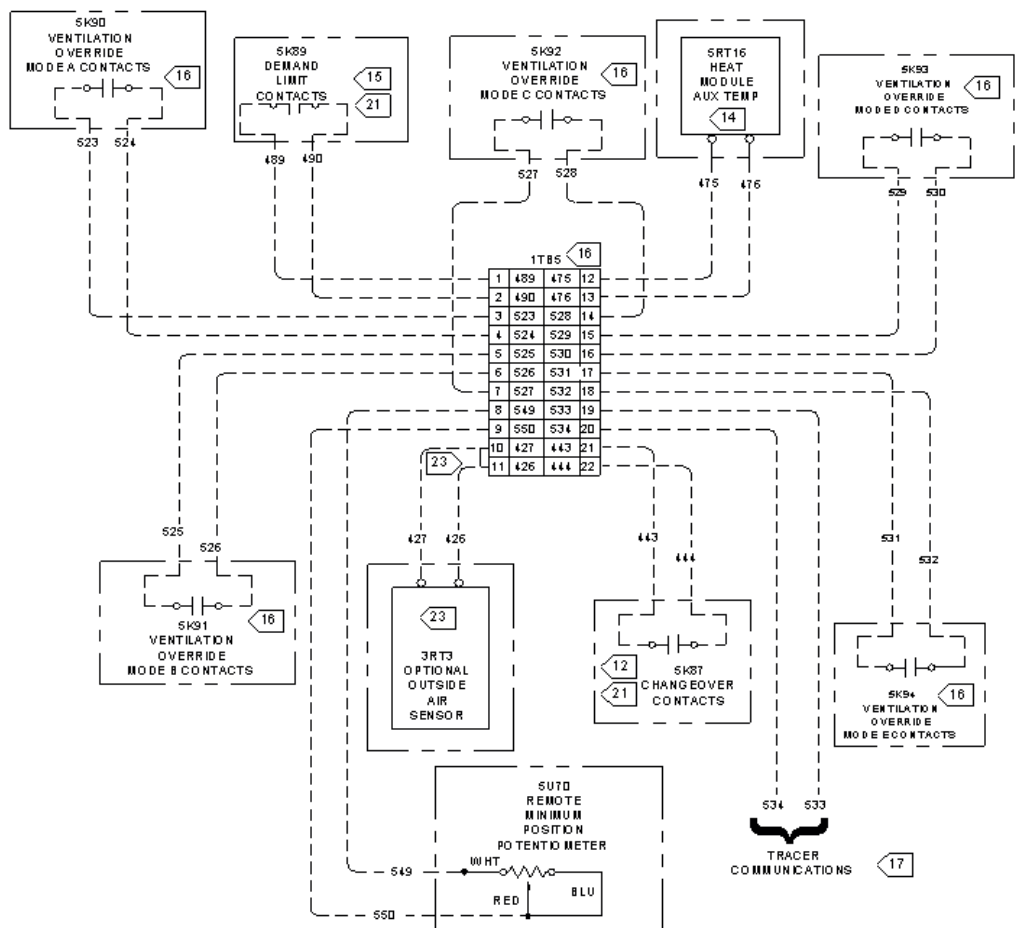 5K90
VENTILATION
OVERRIDE
MODE A CONTACTS
16
523
524
5K89
DEMAND
LIMIT
CONTACTS
15
21
489
490
5K92
VENTILATION
OVERRIDE
MODE C CONTACTS
16
527
528
5RT16
HEAT
MODULE
AUX TEMP
14
475
476
5K93
VENTILATION
OVERRIDE
MODE D CONTACTS
16
529
530
1TB5
16
1 489 475 12
2 490 476 13
3 523 528 14
4 524 529 15
5 525 530 16
6 526 531 17
7 527 532 18
8 549 533 19
9 550 534 20
10 427 443 21
11 426 444 22
23
525
526
427
426
443
444
531
532
5K91
VENTILATION
OVERRIDE
MODE B CONTACTS
16
23
3RT3
OPTIONAL
OUTSIDE
AIR
SENSOR
12
21
5K87
CHANGEOVER
CONTACTS
5K94
VENTILATION
OVERRIDE
MODE E CONTACTS
16
5U70
REMOTE
MINIMUM
POSITION
POTENTIOMETER
549
WHT
RED
BLU
550
534
533
TRACER
COMMUNICATIONS
17